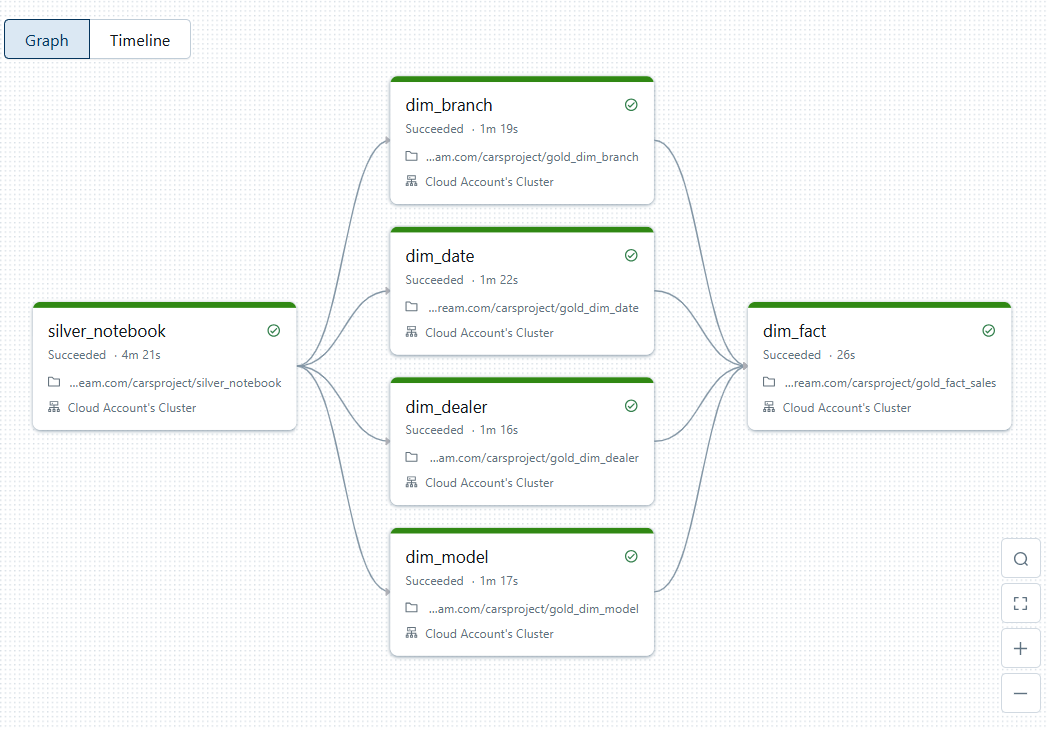 Graph
Timeline
dim_branch
Succeeded · 1m 19s
...am.com/carsproject/gold_dim_branch
Cloud Account's Cluster
dim_date
Succeeded · 1m 22s
...ream.com/carsproject/gold_dim_date
Cloud Account's Cluster
silver_notebook
Succeeded · 4m 21s
...eam.com/carsproject/silver_notebook
Cloud Account's Cluster
dim_fact
Succeeded · 26s
...ream.com/carsproject/gold_fact_sales
Cloud Account's Cluster
dim_dealer
Succeeded · 1m 16s
...am.com/carsproject/gold_dim_dealer
Cloud Account's Cluster
dim_model
Succeeded · 1m 17s
...am.com/carsproject/gold_dim_model
Cloud Account's Cluster